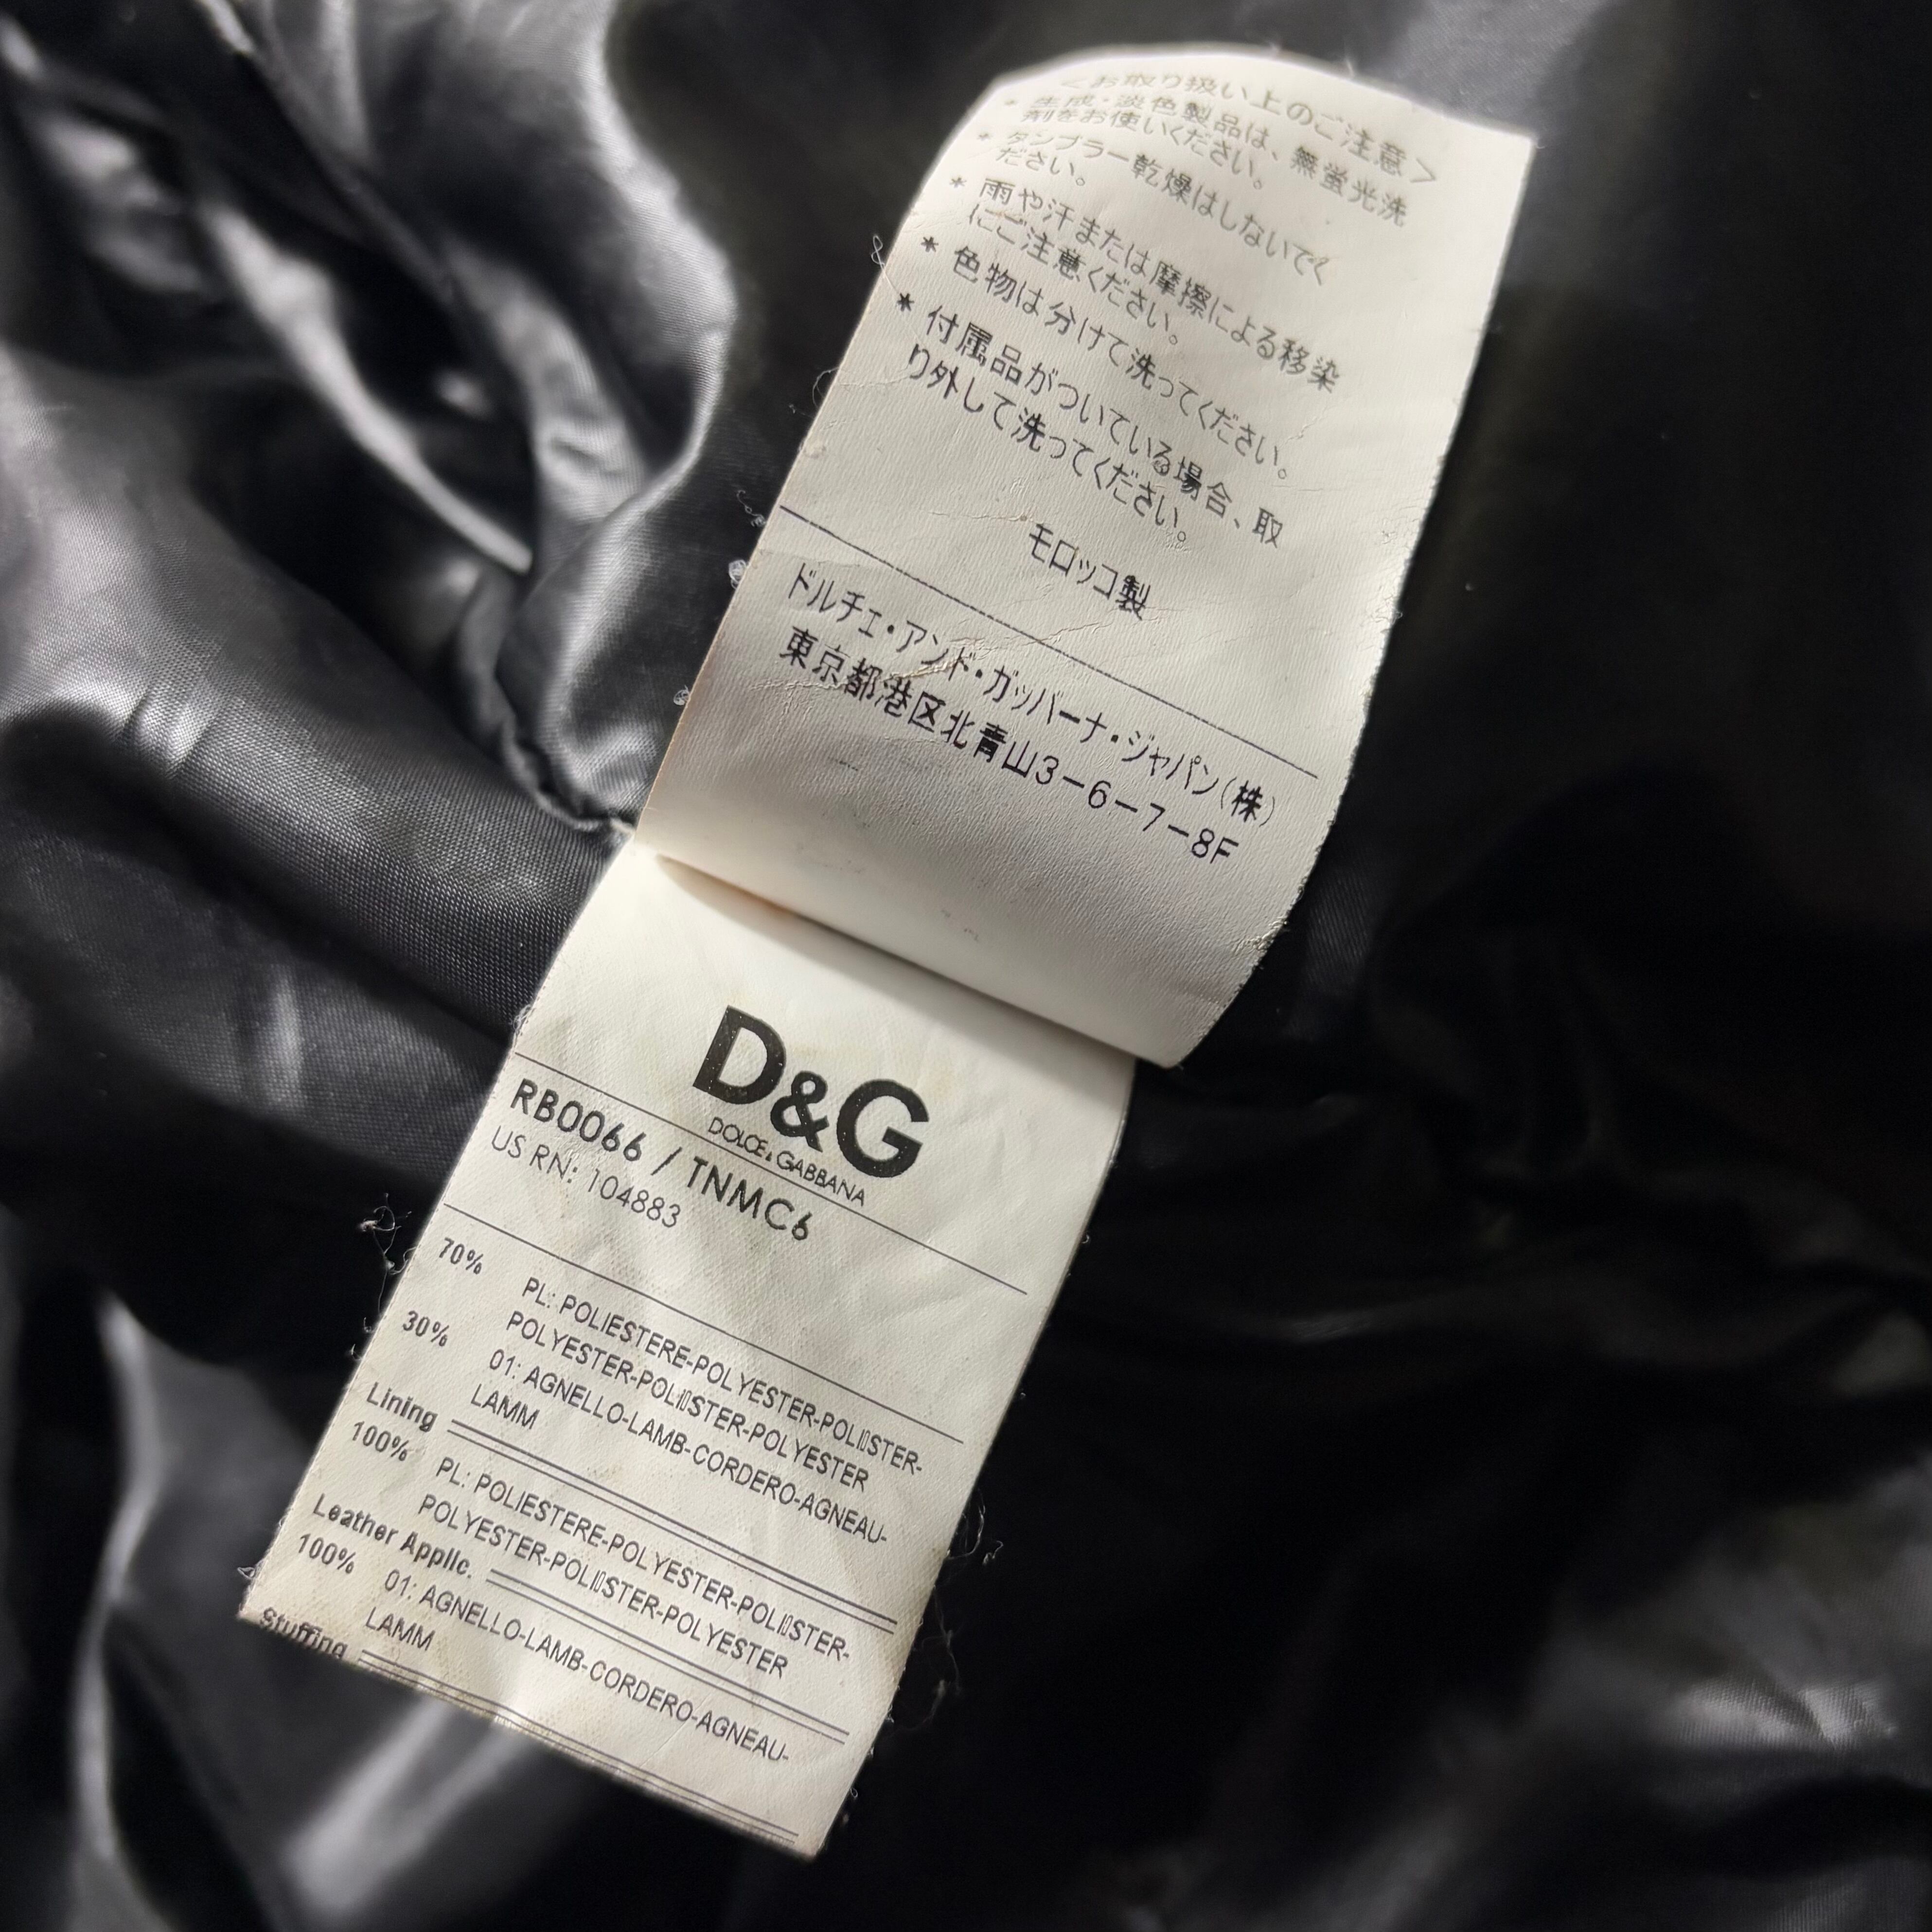 <お取り扱い上のご注意>
* 生成・淡色製品は、無蛍光洗
剤をお使いください。
* タンブラー乾燥はしないでく
ださい。
* 雨や汗または摩擦による移染
にご注意ください。
* 色物は分けて洗ってください。
* 付属品がついている場合、取
り外して洗ってください。
モロッコ製
ドルチェ・アンド・ガッバーナ・ジャパン(株)
東京都港区北青山3-6-7-8F
D&G
DOLCE & GABBANA
RB0066 / TNMC6
US RN: 104883
70% PL: POLIESTERE-POLYESTER-POLI▯STER-
POLYESTER-POLI▯STER-POLYESTER
30% 01: AGNELLO-LAMB-CORDERO-AGNEAU-
LAMM
Lining
100% PL: POLIESTERE-POLYESTER-POLI▯STER-
POLYESTER-POLI▯STER-POLYESTER
Leather Applic.
100% 01: AGNELLO-LAMB-CORDERO-AGNEAU-
LAMM
Stuffing